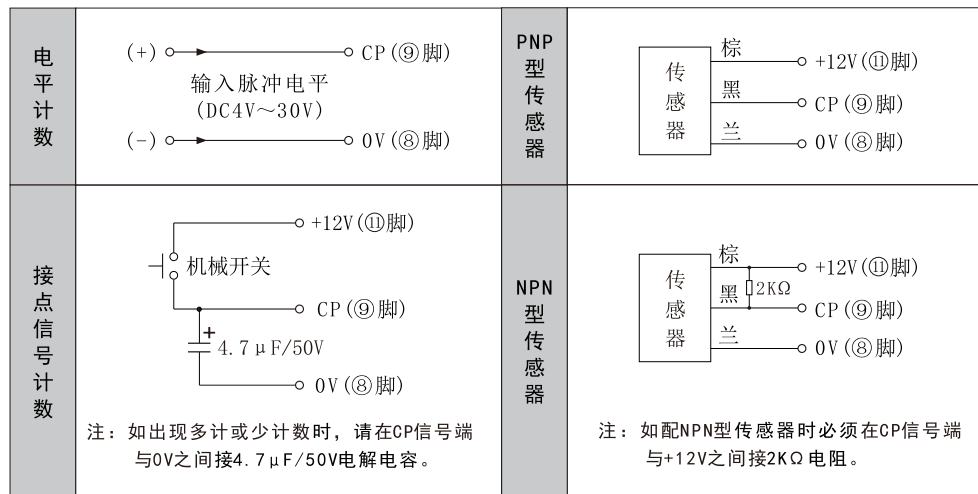 电平计数
(+) CP(⑨脚)
输入脉冲电平
(DC4V～30V)
(-) 0V(⑧脚)
PNP型传感器
传感器
棕 +12V(⑪脚)
黑 CP(⑨脚)
兰 0V(⑧脚)
接点信号计数
+12V(⑪脚)
机械开关
CP(⑨脚)
+
4.7μF/50V
0V(⑧脚)
注：如出现多计或少计数时，请在CP信号端
与0V之间接4.7μF/50V电解电容。
NPN型传感器
传感器
棕 +12V(⑪脚)
2KΩ
黑 CP(⑨脚)
兰 0V(⑧脚)
注：如配NPN型传感器时必须在CP信号端
与+12V之间接2KΩ电阻。